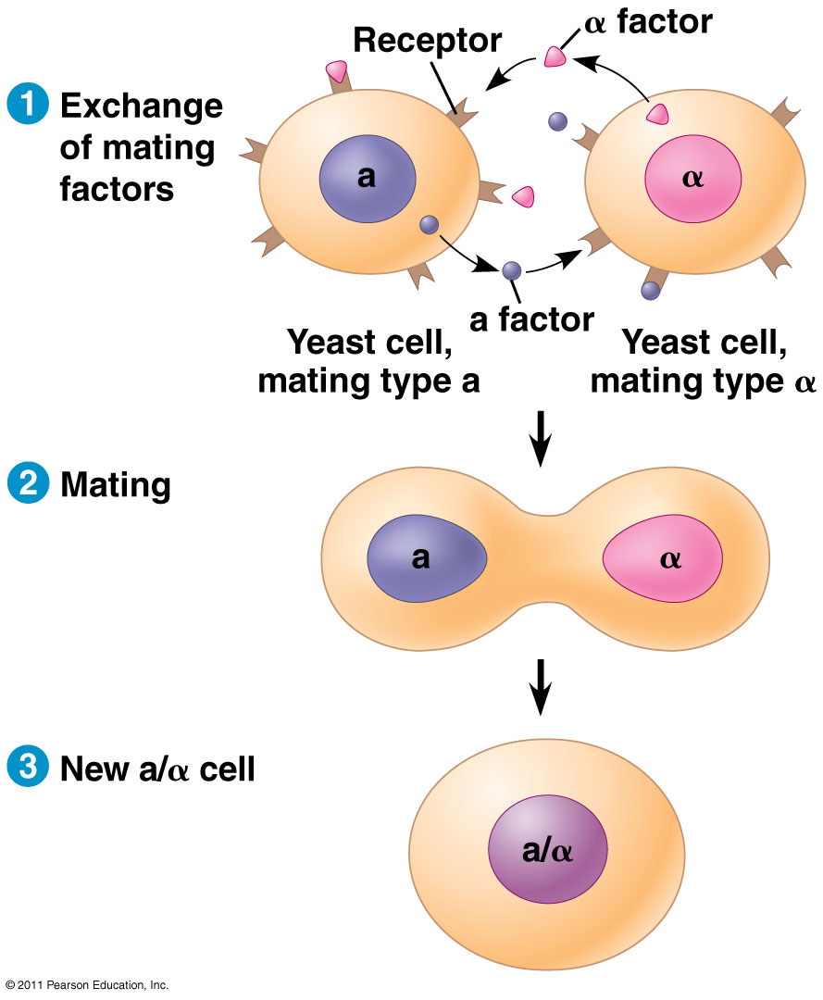 Receptor
α factor
1 Exchange
of mating
factors
a
α
a factor
Yeast cell,
mating type a
Yeast cell,
mating type α
2 Mating
a
α
3 New a/α cell
a/α
© 2011 Pearson Education, Inc.